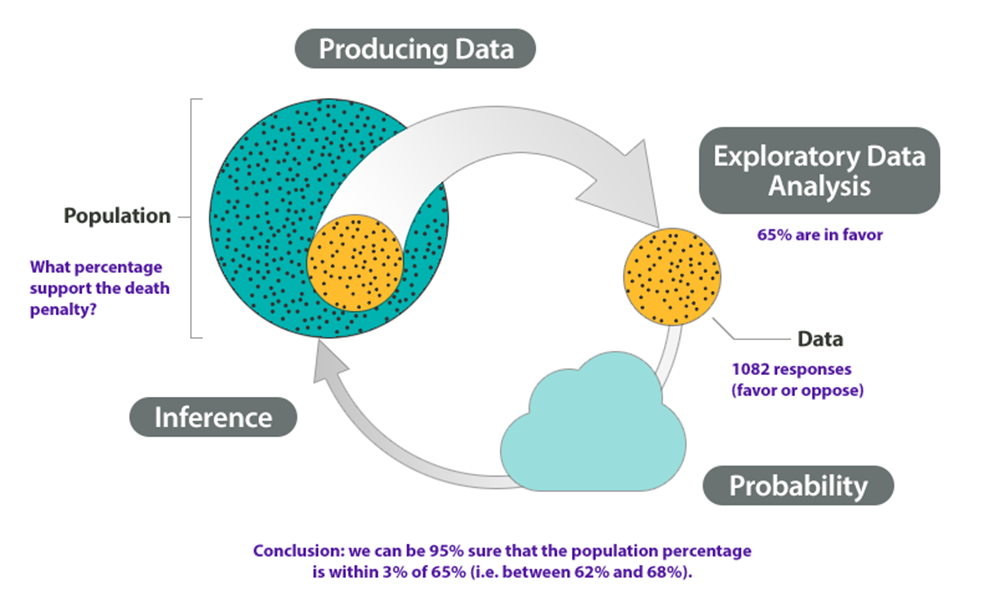 Producing Data
Exploratory Data
Analysis
65% are in favor
Population
What percentage
support the death
penalty?
Data
1082 responses
(favor or oppose)
Inference
Probability
Conclusion: we can be 95% sure that the population percentage
is within 3% of 65% (i.e. between 62% and 68%).